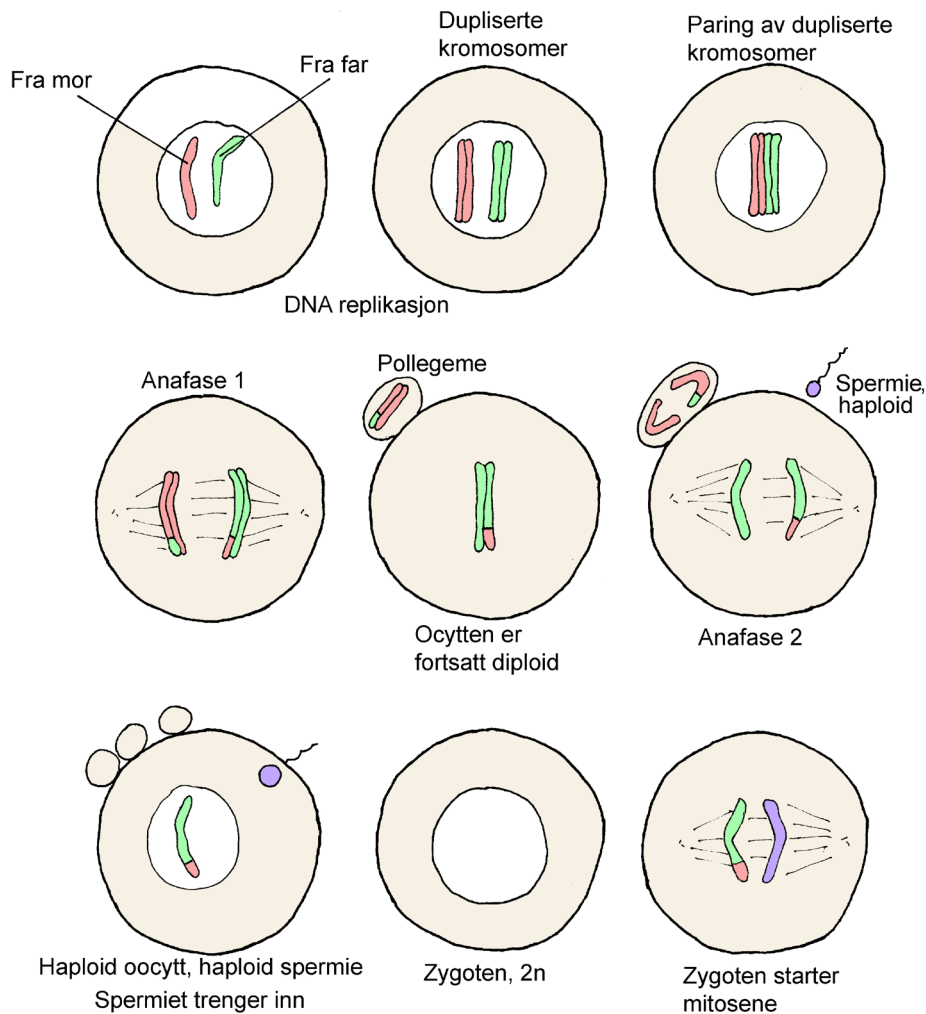 Fra mor
Fra far
Dupliserte
kromosomer
Paring av dupliserte
kromosomer
DNA replikasjon
Anafase 1
Pollegeme
Spermie,
haploid
Ocytten er
fortsatt diploid
Anafase 2
Haploid oocytt, haploid spermie
Spermiet trenger inn
Zygoten, 2n
Zygoten starter
mitosene